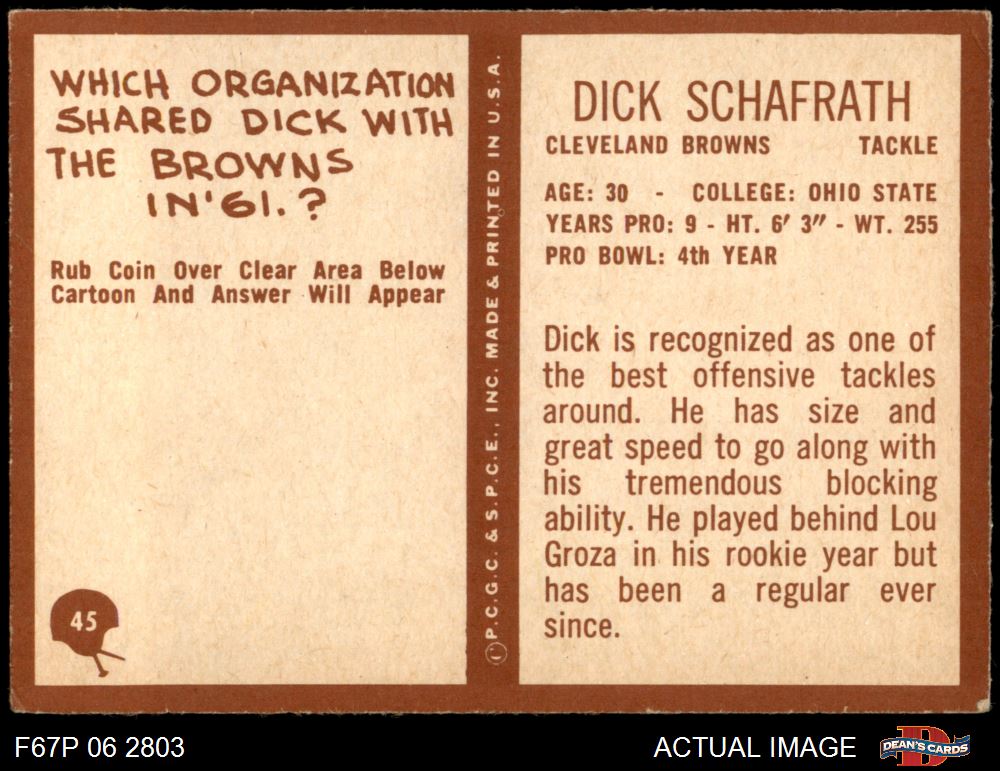 WHICH ORGANIZATION
SHARED DICK WITH
THE BROWNS
IN '61.?
Rub Coin Over Clear Area Below
Cartoon And Answer Will Appear
45
©P.C.G.C. & S.P.C.E., INC. MADE & PRINTED IN U.S.A.
DICK SCHAFRATH
CLEVELAND BROWNS TACKLE
AGE: 30 - COLLEGE: OHIO STATE
YEARS PRO: 9 - HT. 6′ 3″ - WT. 255
PRO BOWL: 4th YEAR
Dick is recognized as one of
the best offensive tackles
around. He has size and
great speed to go along with
his tremendous blocking
ability. He played behind Lou
Groza in his rookie year but
has been a regular ever
since.
F67P 06 2803
ACTUAL IMAGE
DEAN'S CARDS